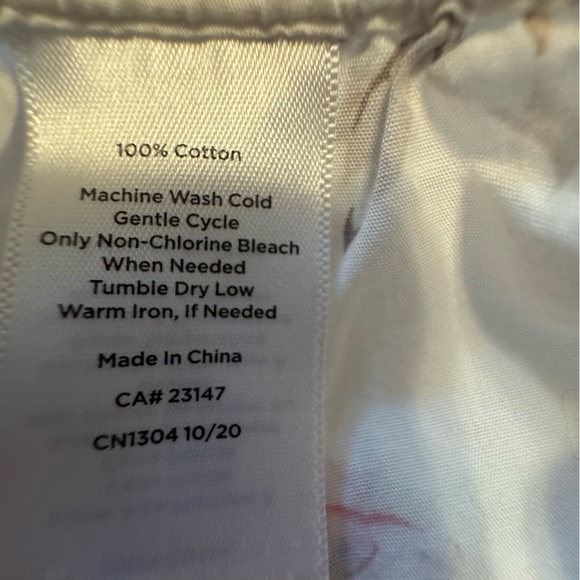 100% Cotton
Machine Wash Cold
Gentle Cycle
Only Non-Chlorine Bleach
When Needed
Tumble Dry Low
Warm Iron, If Needed
Made In China
CA# 23147
CN1304 10/20